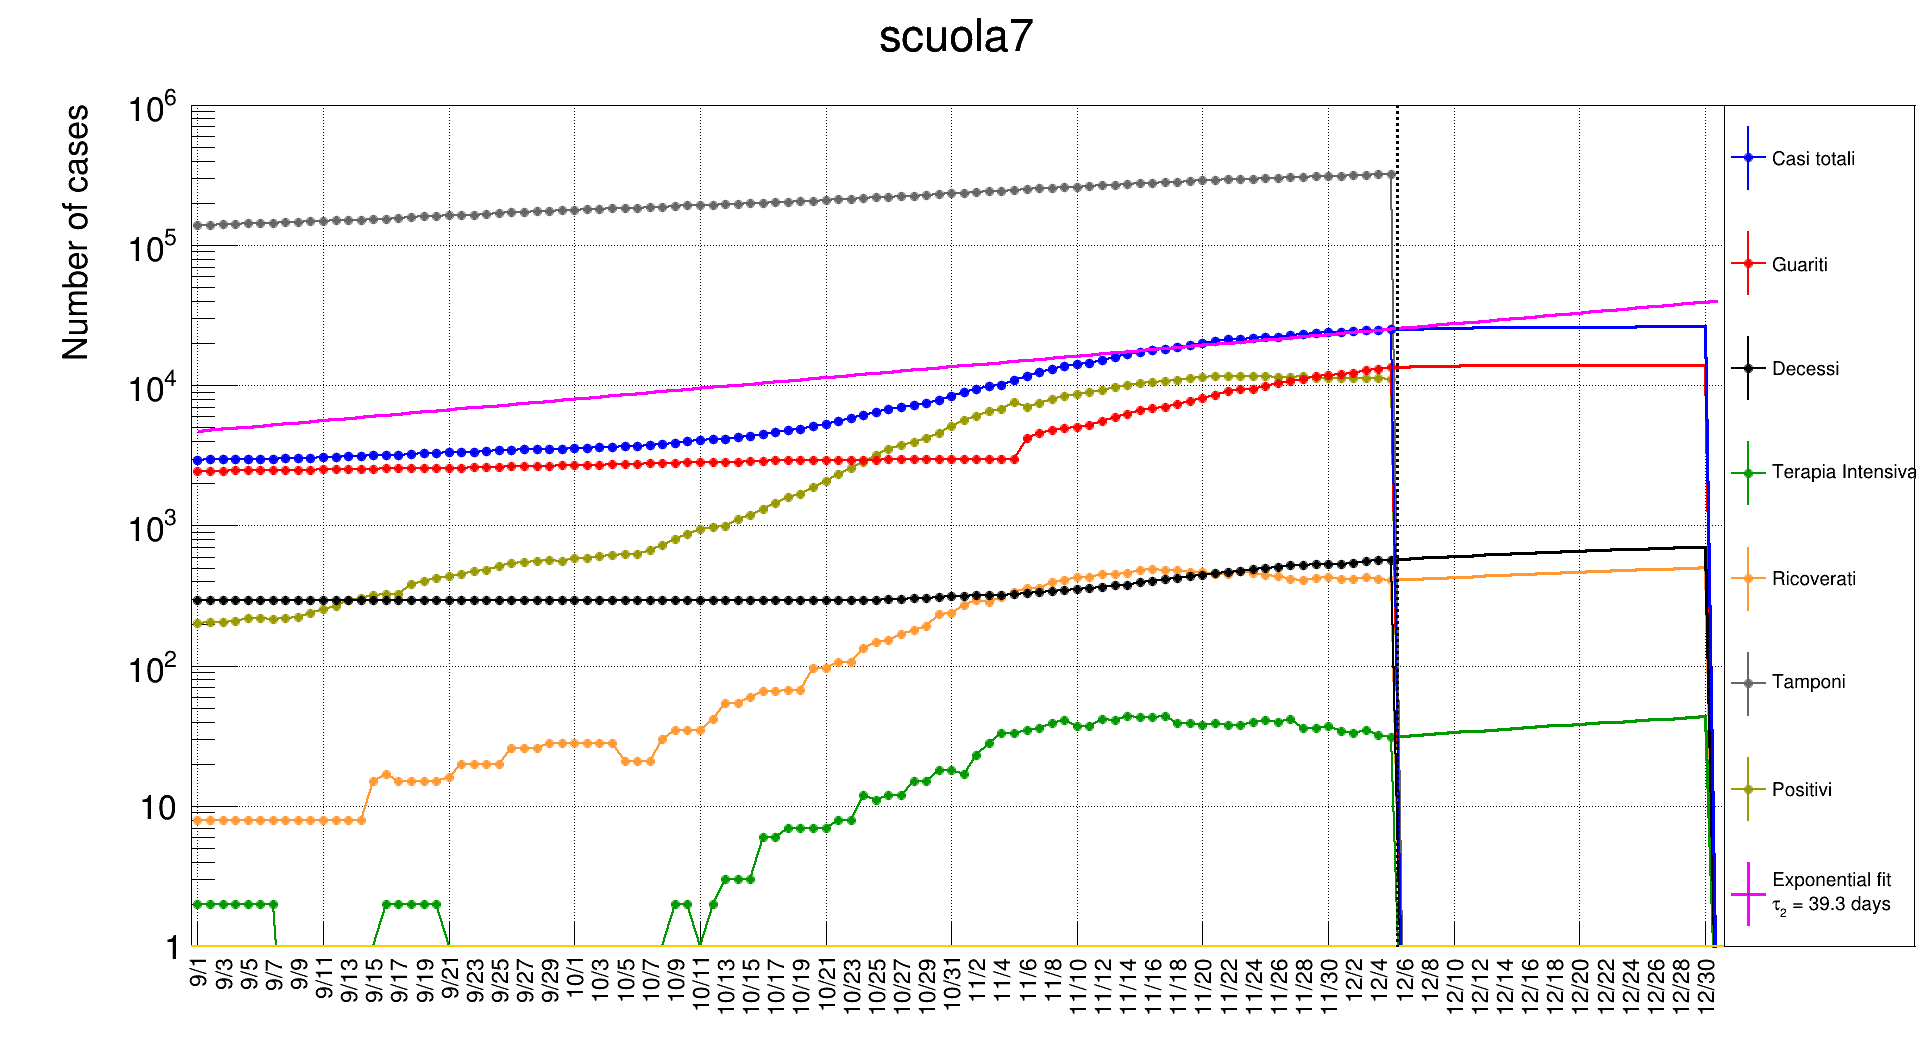 scuola7
Number of cases
10^6
10^5
10^4
10^3
10^2
10
1
9/1 9/3 9/5 9/7 9/9 9/11 9/13 9/15 9/17 9/19 9/21 9/23 9/25 9/27 9/29 10/1 10/3 10/5 10/7 10/9 10/11 10/13 10/15 10/17 10/19 10/21 10/23 10/25 10/27 10/29 10/31 11/2 11/4 11/6 11/8 11/10 11/12 11/14 11/16 11/18 11/20 11/22 11/24 11/26 11/28 11/30 12/2 12/4 12/6 12/8 12/10 12/12 12/14 12/16 12/18 12/20 12/22 12/24 12/26 12/28 12/30
Casi totali
Guariti
Decessi
Terapia Intensiva
Ricoverati
Tamponi
Positivi
Exponential fit
τ₂ = 39.3 days